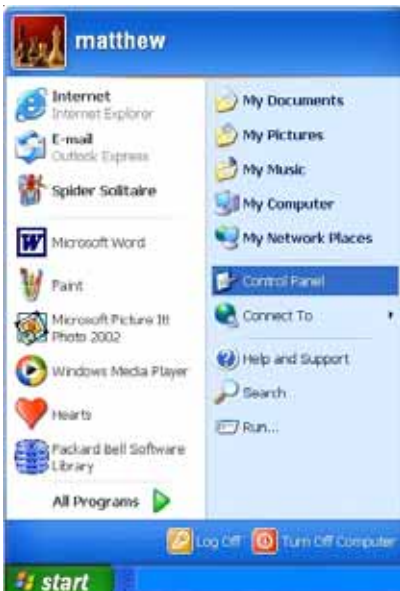 matthew
Internet
Internet Explorer
E-mail
Outlook Express
Spider Solitaire
Microsoft Word
Paint
Microsoft Picture It!
Photo 2002
Windows Media Player
Hearts
Packard Bell Software
Library
All Programs
My Documents
My Pictures
My Music
My Computer
My Network Places
Control Panel
Connect To
Help and Support
Search
Run...
Log Off
Turn Off Computer
start